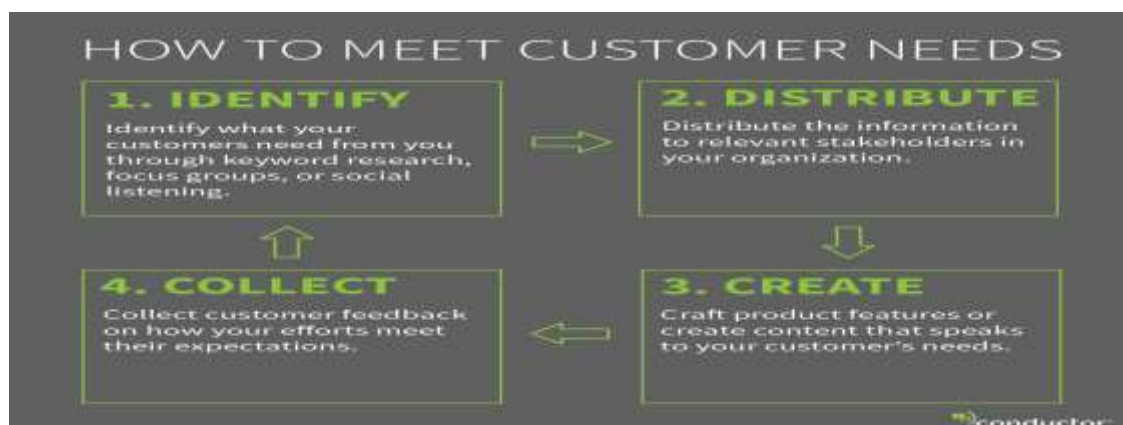 HOW TO MEET CUSTOMER NEEDS
1. IDENTIFY
Identify what your
customers need from you
through keyword research,
focus groups, or social
listening.
2. DISTRIBUTE
Distribute the information
to relevant stakeholders in
your organization.
3. CREATE
Craft product features or
create content that speaks
to your customer's needs.
4. COLLECT
Collect customer feedback
on how your efforts meet
their expectations.
conductor